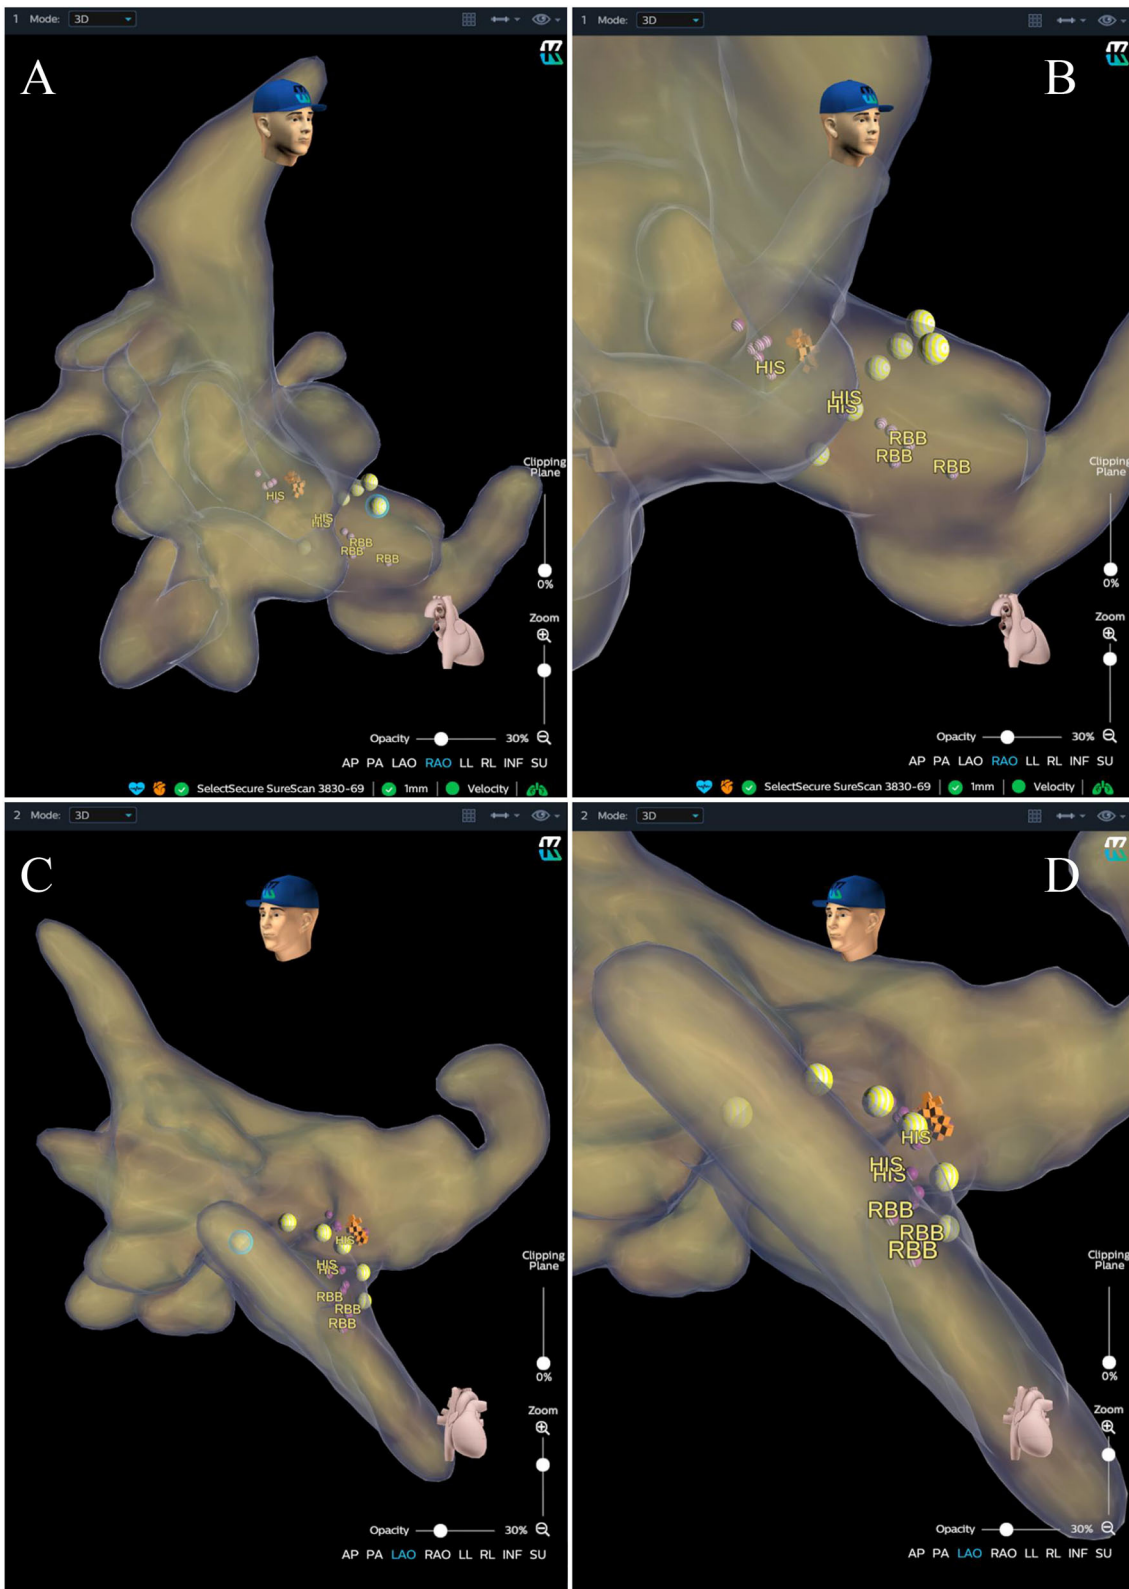 1 Mode: 3D
A
HIS
HIS
HIS
RBB
RBB
RBB
Clipping
Plane
0%
Zoom
Opacity 30%
AP PA LAO RAO LL RL INF SU
SelectSecure SureScan 3830-69 1mm Velocity
1 Mode: 3D
B
HIS
HIS
HIS
RBB
RBB
RBB
Clipping
Plane
0%
Zoom
Opacity 30%
AP PA LAO RAO LL RL INF SU
SelectSecure SureScan 3830-69 1mm Velocity
2 Mode: 3D
C
HIS
HIS
HIS
RBB
RBB
RBB
Clipping
Plane
0%
Zoom
Opacity 30%
AP PA LAO RAO LL RL INF SU
2 Mode: 3D
D
HIS
HIS
HIS
RBB
RBB
RBB
Clipping
Plane
0%
Zoom
Opacity 30%
AP PA LAO RAO LL RL INF SU